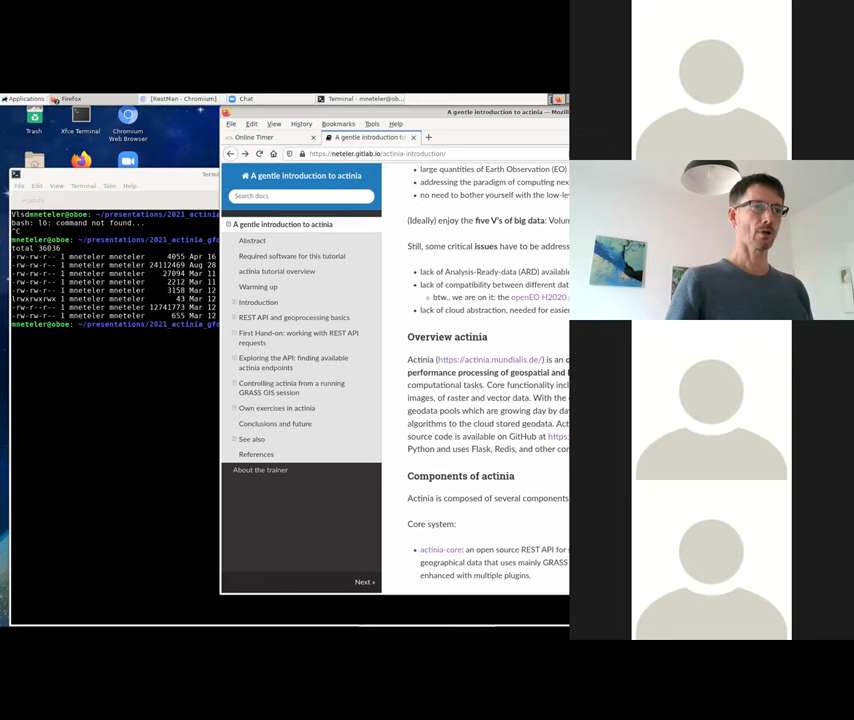 Applications
Firefox
[RestMan - Chromium]
Chat
Terminal - mneteler@ob...
Trash
Xfce Terminal
Chromium
Web Browser
File Edit View Terminal Tabs Help
Vlsdmneteler@oboe: ~/presentations/2021_actinia
bash: lö: command not found...
^C
mneteler@oboe: ~/presentations/2021_actinia_gfo
total 36036
-rw-rw-r-- 1 mneteler mneteler 4055 Apr 16
-rw-rw-r-- 1 mneteler mneteler 24112469 Aug 28
-rw-rw-r-- 1 mneteler mneteler 27094 Mar 11
-rw-rw-r-- 1 mneteler mneteler 2212 Mar 11
-rw-rw-r-- 1 mneteler mneteler 3158 Mar 12
lrwxrwxrwx 1 mneteler mneteler 43 Mar 12
-rw-rw-r-- 1 mneteler mneteler 12741773 Mar 12
-rw-rw-r-- 1 mneteler mneteler 655 Mar 12
mneteler@oboe: ~/presentations/2021_actinia_gfo
A gentle introduction to actinia — Mozil
File Edit View History Bookmarks Tools Help
Online Timer
A gentle introduction to
https://neteler.gitlab.io/actinia-introduction/
A gentle introduction to actinia
Search docs
A gentle introduction to actinia
Abstract
Required software for this tutorial
actinia tutorial overview
Warming up
Introduction
REST API and geoprocessing basics
First Hand-on: working with REST API
requests
Exploring the API: finding available
actinia endpoints
Controlling actinia from a running
GRASS GIS session
Own exercises in actinia
Conclusions and future
See also
References
About the trainer
Next »
large quantities of Earth Observation (EO)
addressing the paradigm of computing nex
no need to bother yourself with the low-lev
(Ideally) enjoy the five V's of big data: Volum
Still, some critical issues have to be addres
lack of Analysis-Ready-data (ARD) availabl
lack of compatibility between different dat
btw., we are on it: the openEO H2020
lack of cloud abstraction, needed for easier
Overview actinia
Actinia (https://actinia.mundialis.de/) is an o
performance processing of geospatial and
computational tasks. Core functionality incl
images, of raster and vector data. With the
geodata pools which are growing day by da
algorithms to the cloud stored geodata. Act
source code is available on GitHub at https:
Python and uses Flask, Redis, and other con
Components of actinia
Actinia is composed of several components
Core system:
actinia-core: an open source REST API for s
geographical data that uses mainly GRASS
enhanced with multiple plugins.